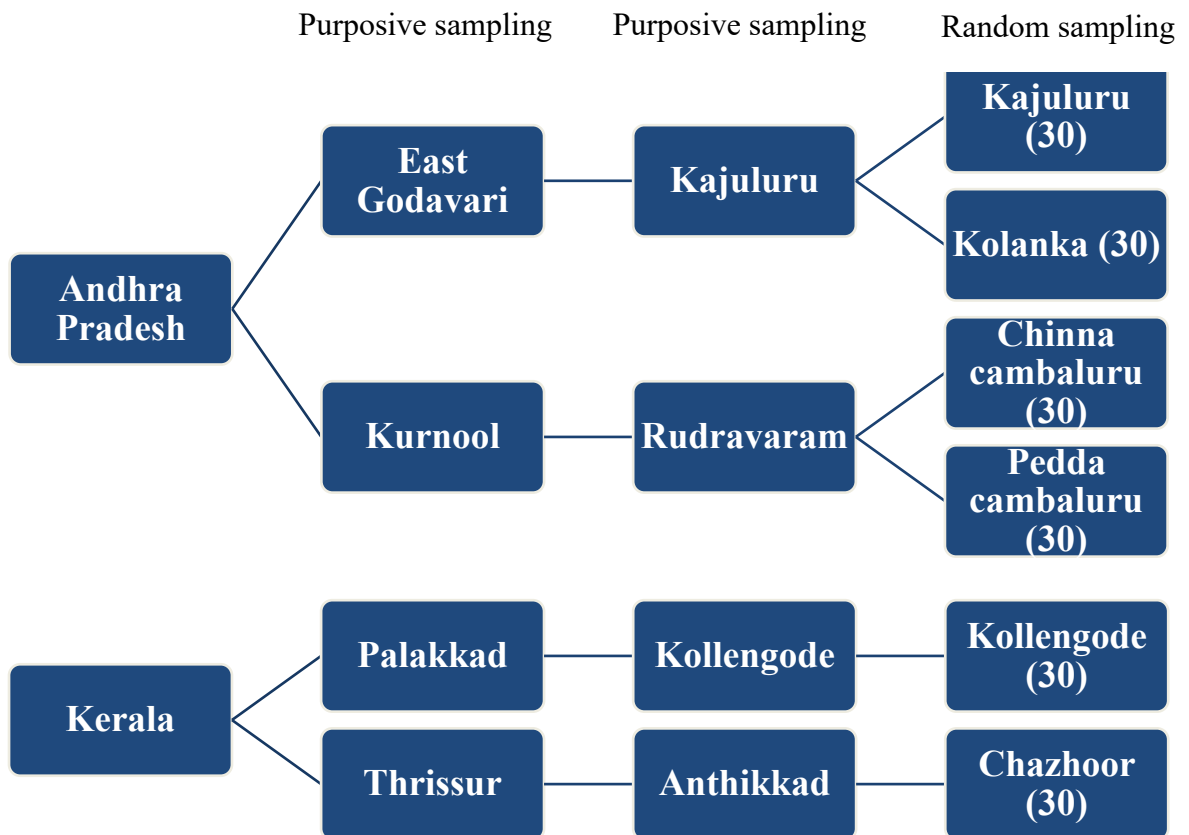 Purposive sampling
Purposive sampling
Random sampling
Andhra
Pradesh
East
Godavari
Kajuluru
Kajuluru
(30)
Kolanka (30)
Kurnool
Rudravaram
Chinna
cambaluru
(30)
Pedda
cambaluru
(30)
Kerala
Palakkad
Kollengode
Kollengode
(30)
Thrissur
Anthikkad
Chazhoor
(30)